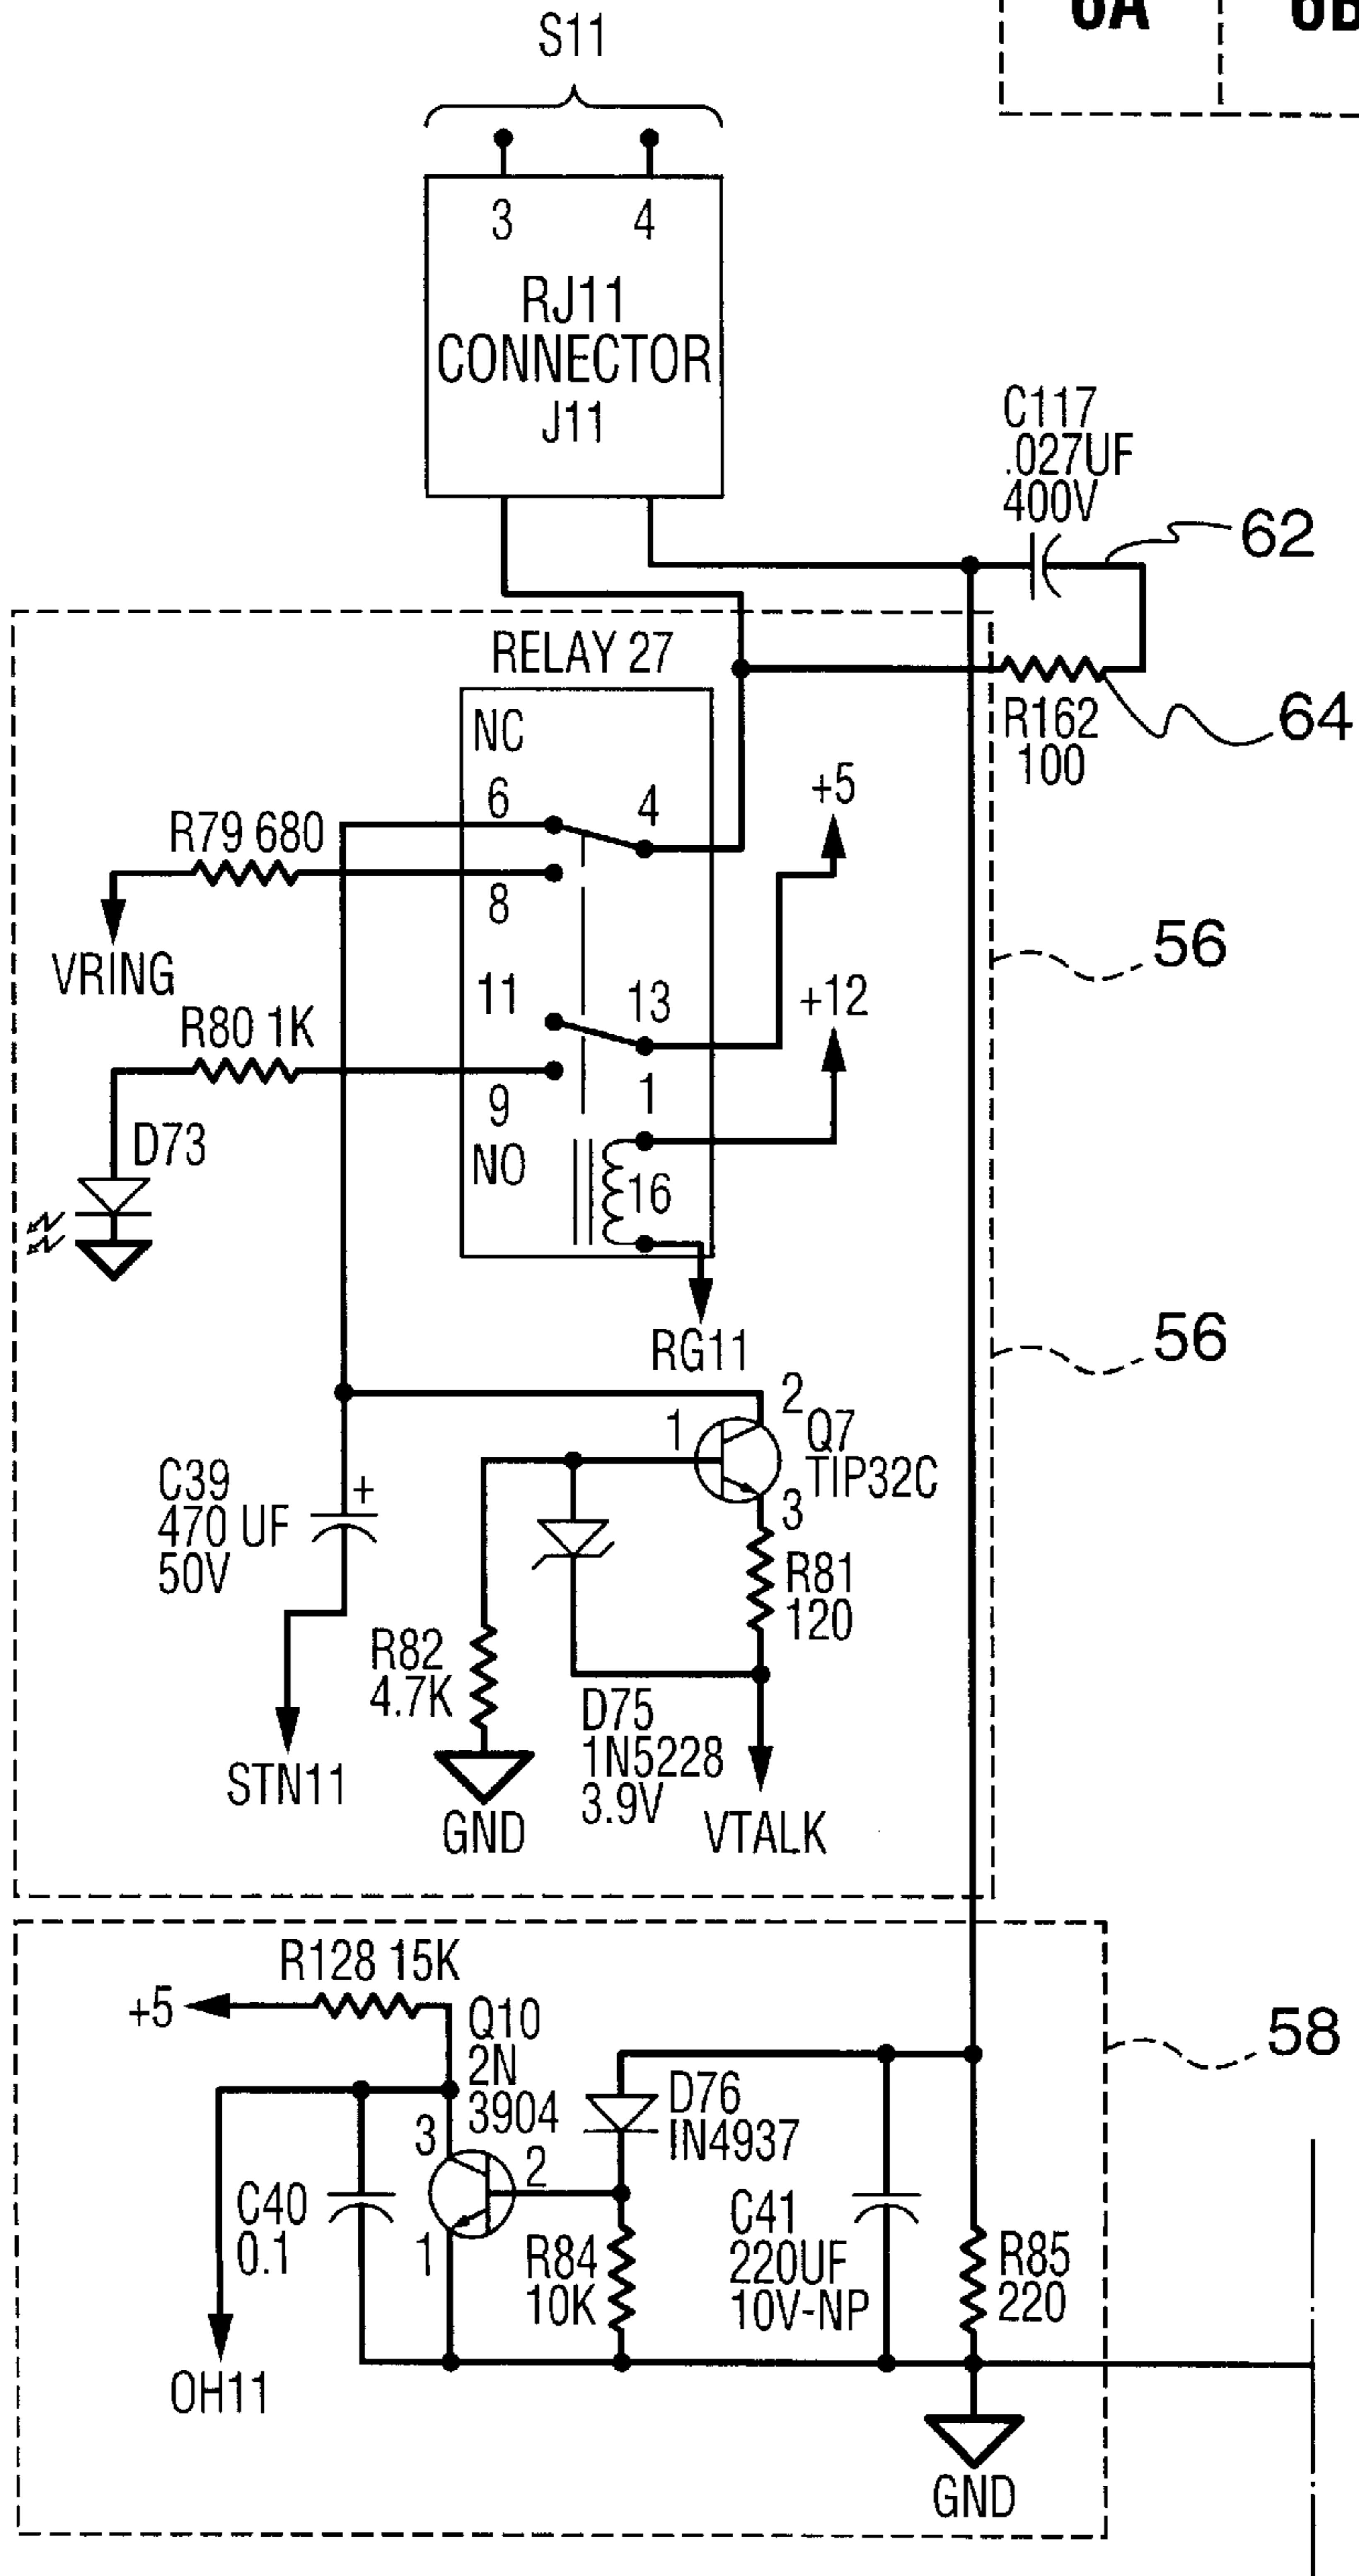 6A 6B
S11
3 4
RJ11
CONNECTOR
J11
C117
.027UF
400V
62
RELAY 27
R162
100
64
NC
6 4
+5
R79 680
8
VRING
56
11 13
+12
R80 1K
1
9
NO
D73
16
RG11
56
2
1
Q7
TIP32C
C39
470 UF
50V
+
3
R81
120
R82
4.7K
D75
1N5228
3.9V
STN11
GND
VTALK
R128 15K
+5
Q10
2N
3904
58
D76
IN4937
3
2
C40
0.1
1
R84
10K
C41
220UF
10V-NP
R85
220
OH11
GND